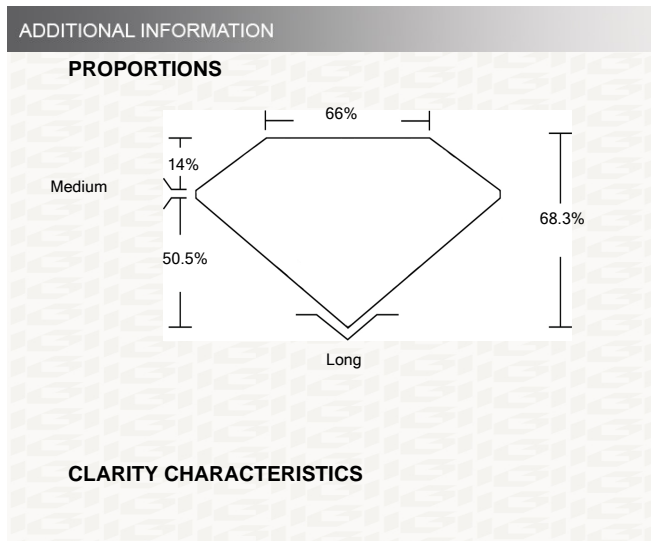 ADDITIONAL INFORMATION
PROPORTIONS
66%
14%
Medium
68.3%
50.5%
Long
CLARITY CHARACTERISTICS